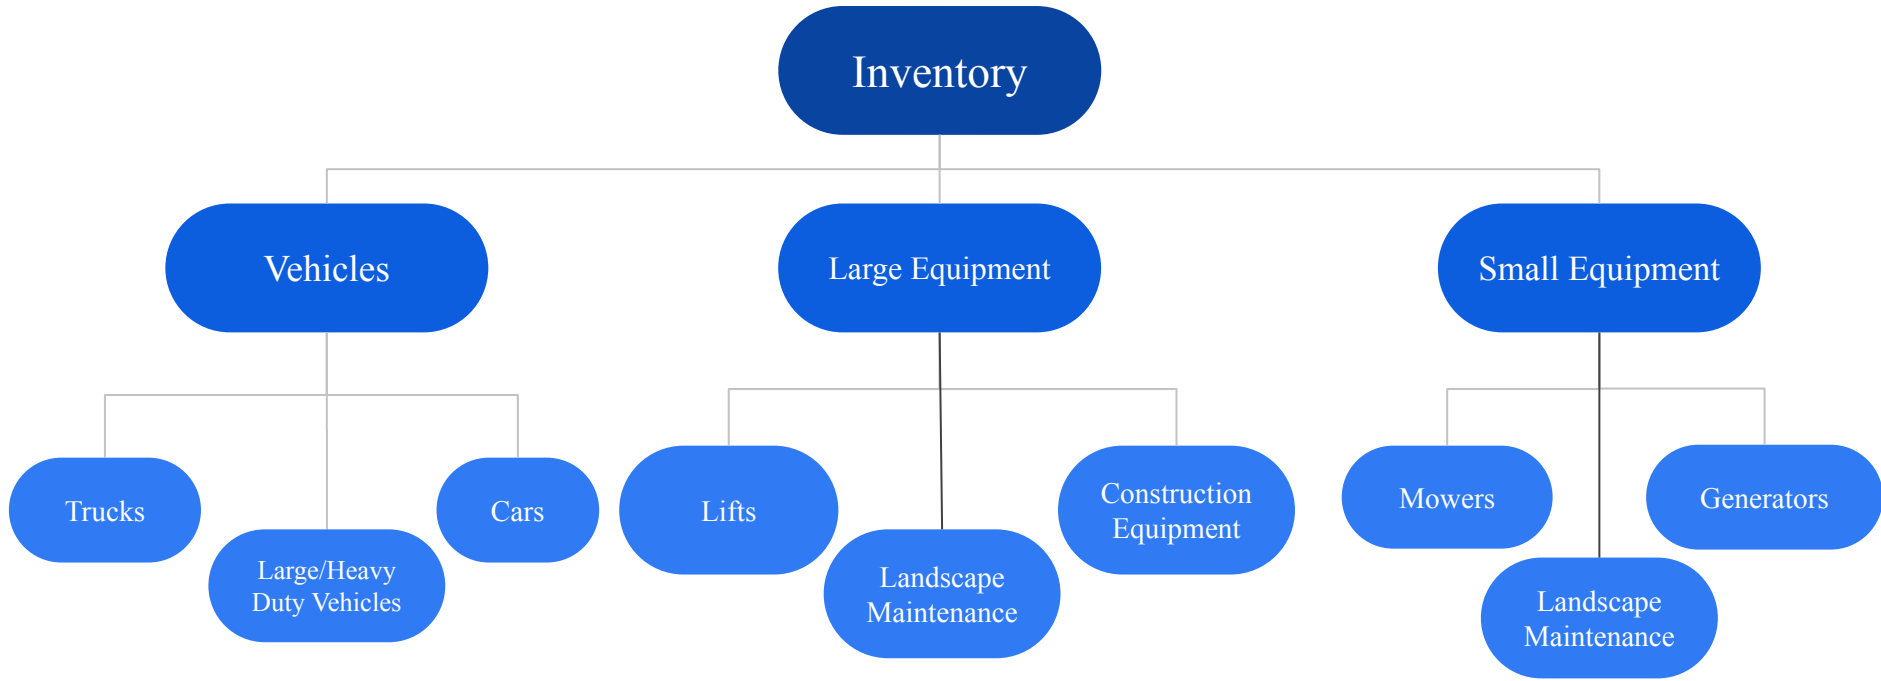 Inventory
Vehicles
Large Equipment
Small Equipment
Trucks
Large/Heavy
Duty Vehicles
Cars
Lifts
Landscape
Maintenance
Construction
Equipment
Mowers
Landscape
Maintenance
Generators